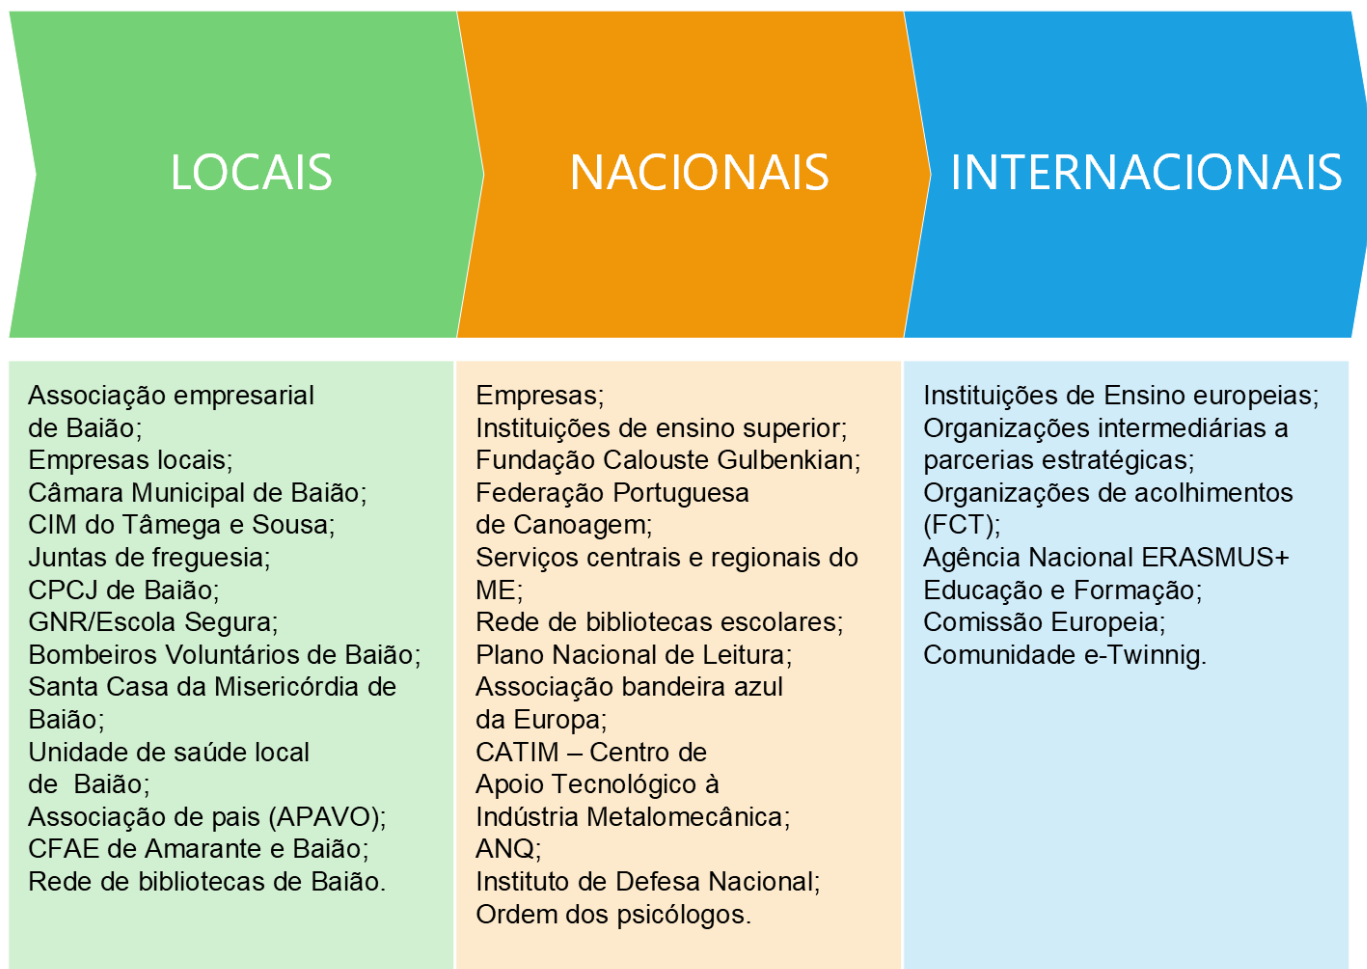 LOCAIS
NACIONAIS
INTERNACIONAIS
Associação empresarial
de Baião;
Empresas locais;
Câmara Municipal de Baião;
CIM do Tâmega e Sousa;
Juntas de freguesia;
CPCJ de Baião;
GNR/Escola Segura;
Bombeiros Voluntários de Baião;
Santa Casa da Misericórdia de
Baião;
Unidade de saúde local
de  Baião;
Associação de pais (APAVO);
CFAE de Amarante e Baião;
Rede de bibliotecas de Baião.
Empresas;
Instituições de ensino superior;
Fundação Calouste Gulbenkian;
Federação Portuguesa
de Canoagem;
Serviços centrais e regionais do
ME;
Rede de bibliotecas escolares;
Plano Nacional de Leitura;
Associação bandeira azul
da Europa;
CATIM – Centro de
Apoio Tecnológico à
Indústria Metalomecânica;
ANQ;
Instituto de Defesa Nacional;
Ordem dos psicólogos.
Instituições de Ensino europeias;
Organizações intermediárias a
parcerias estratégicas;
Organizações de acolhimentos
(FCT);
Agência Nacional ERASMUS+
Educação e Formação;
Comissão Europeia;
Comunidade e-Twinnig.